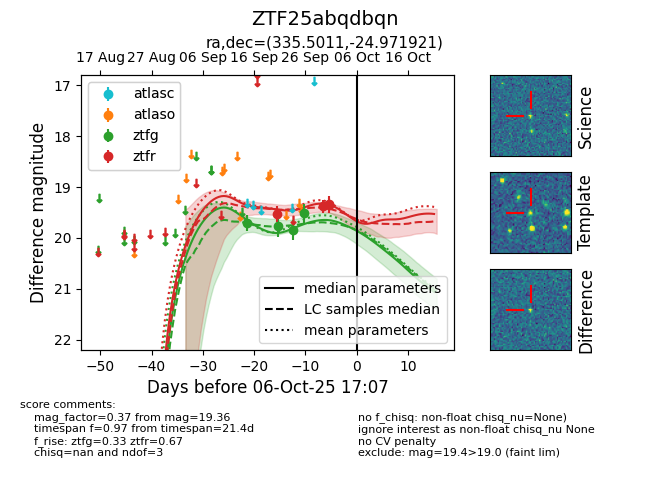 ZTF25abqdbqn
ra,dec=(335.5011,-24.971921)
17 Aug 27 Aug 06 Sep 16 Sep 26 Sep 06 Oct 16 Oct
17
18
19
20
21
22
Difference magnitude
atlasc
atlaso
ztfg
ztfr
median parameters
LC samples median
mean parameters
−50 −40 −30 −20 −10 0 10
Days before 06-Oct-25 17:07
Science
Template
Difference
score comments:
mag_factor=0.37 from mag=19.36
timespan f=0.97 from timespan=21.4d
f_rise: ztfg=0.33 ztfr=0.67
chisq=nan and ndof=3
no f_chisq: non-float chisq_nu=None)
ignore interest as non-float chisq_nu None
no CV penalty
exclude: mag=19.4>19.0 (faint lim)